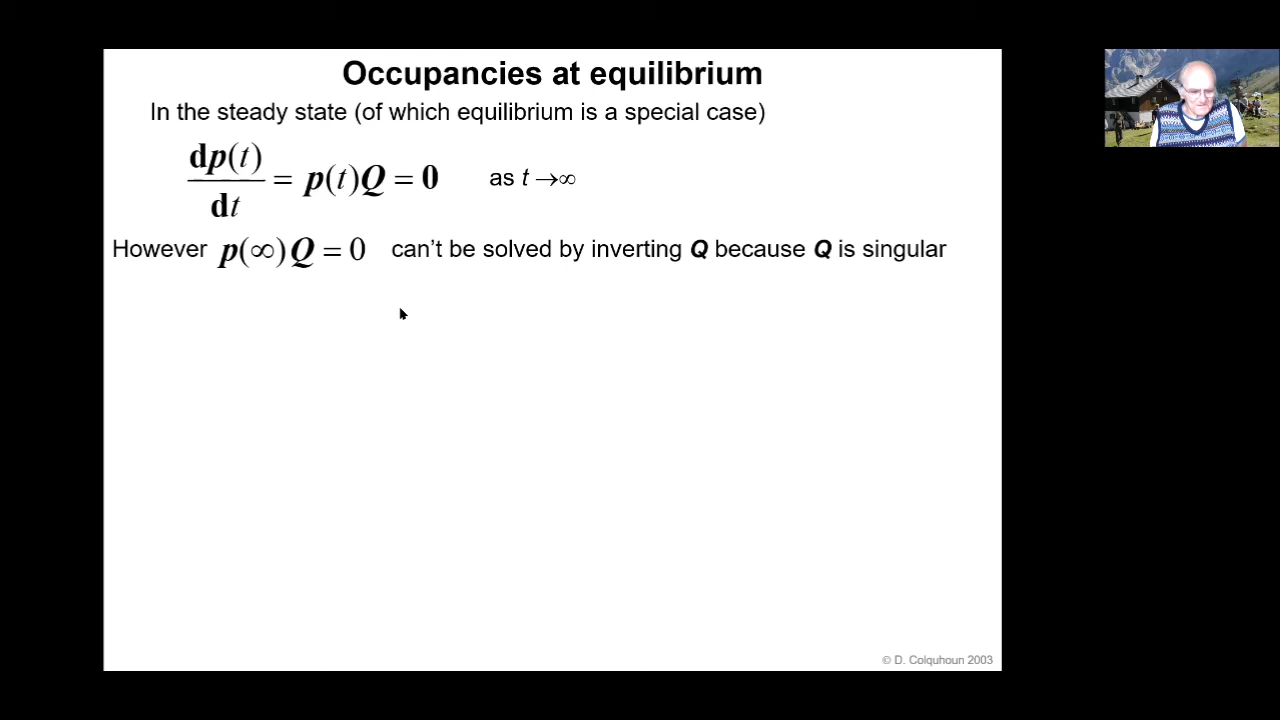 Occupancies at equilibrium
In the steady state (of which equilibrium is a special case)
dp(t)/dt = p(t)Q = 0 as t →∞
However p(∞)Q = 0 can’t be solved by inverting Q because Q is singular
© D. Colquhoun 2003